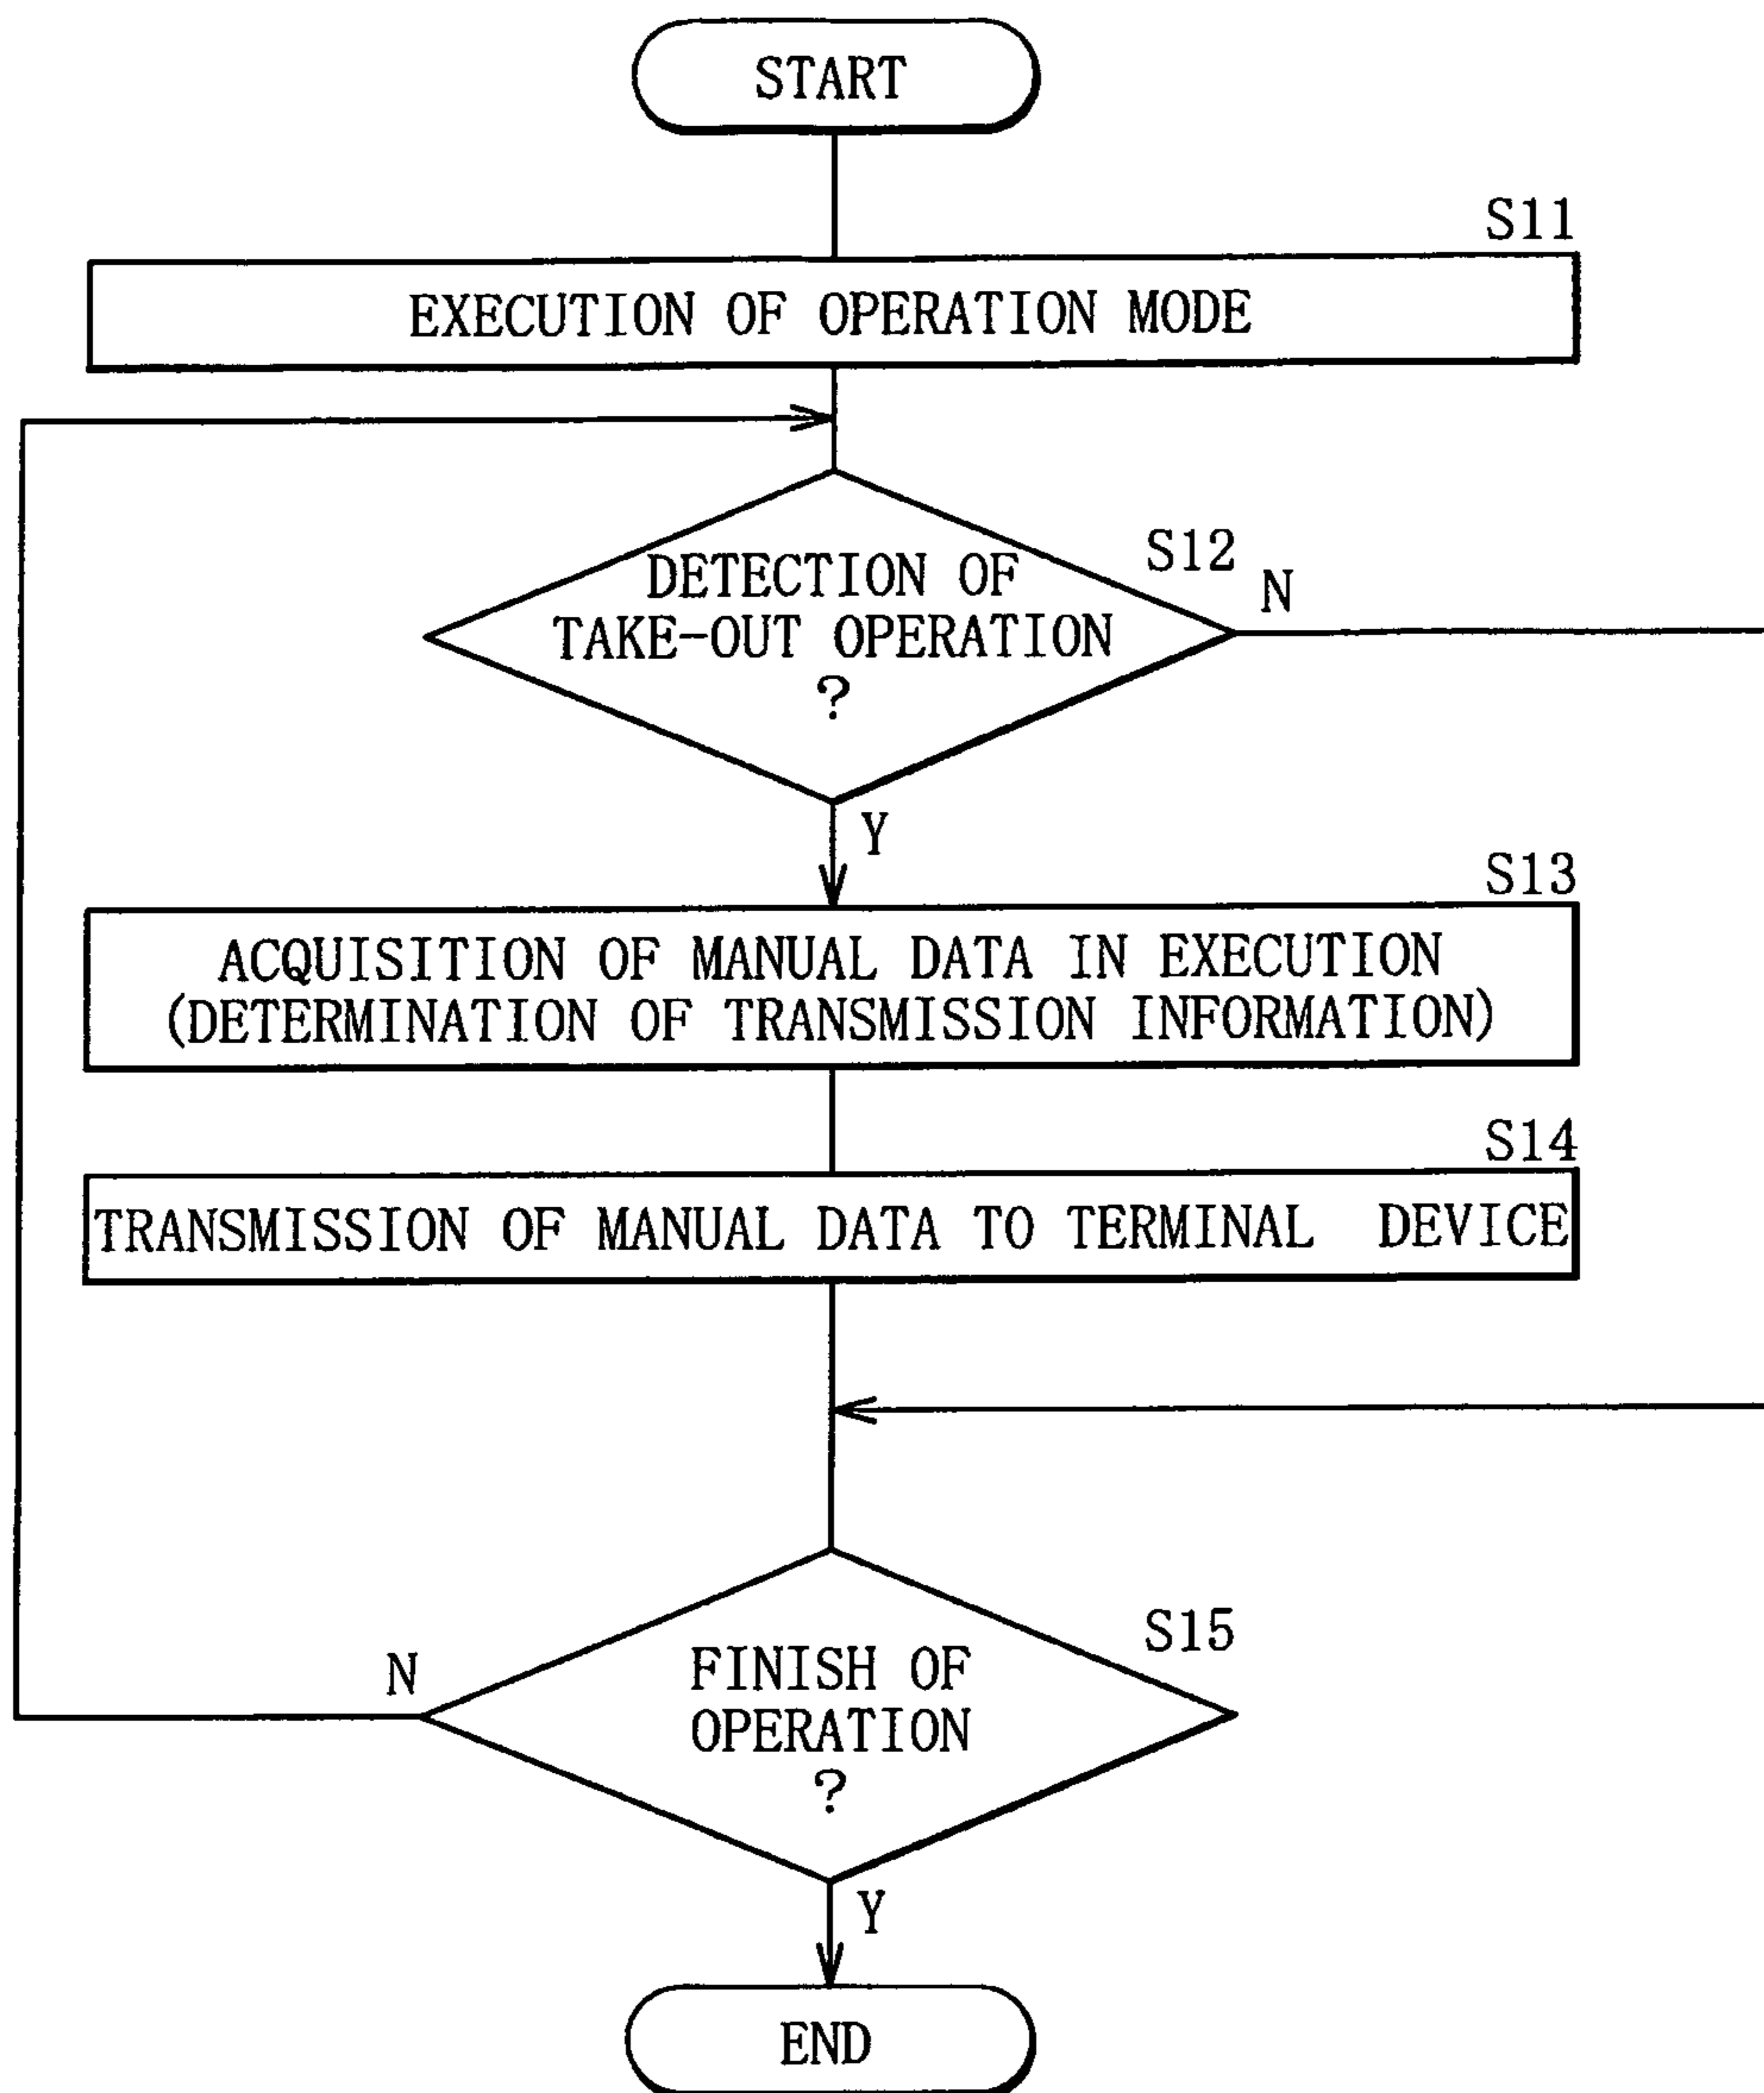 START
S11
EXECUTION OF OPERATION MODE
S12
N
DETECTION OF
TAKE-OUT OPERATION
?
Y
S13
ACQUISITION OF MANUAL DATA IN EXECUTION
(DETERMINATION OF TRANSMISSION INFORMATION)
S14
TRANSMISSION OF MANUAL DATA TO TERMINAL DEVICE
S15
N
FINISH OF
OPERATION
?
Y
END